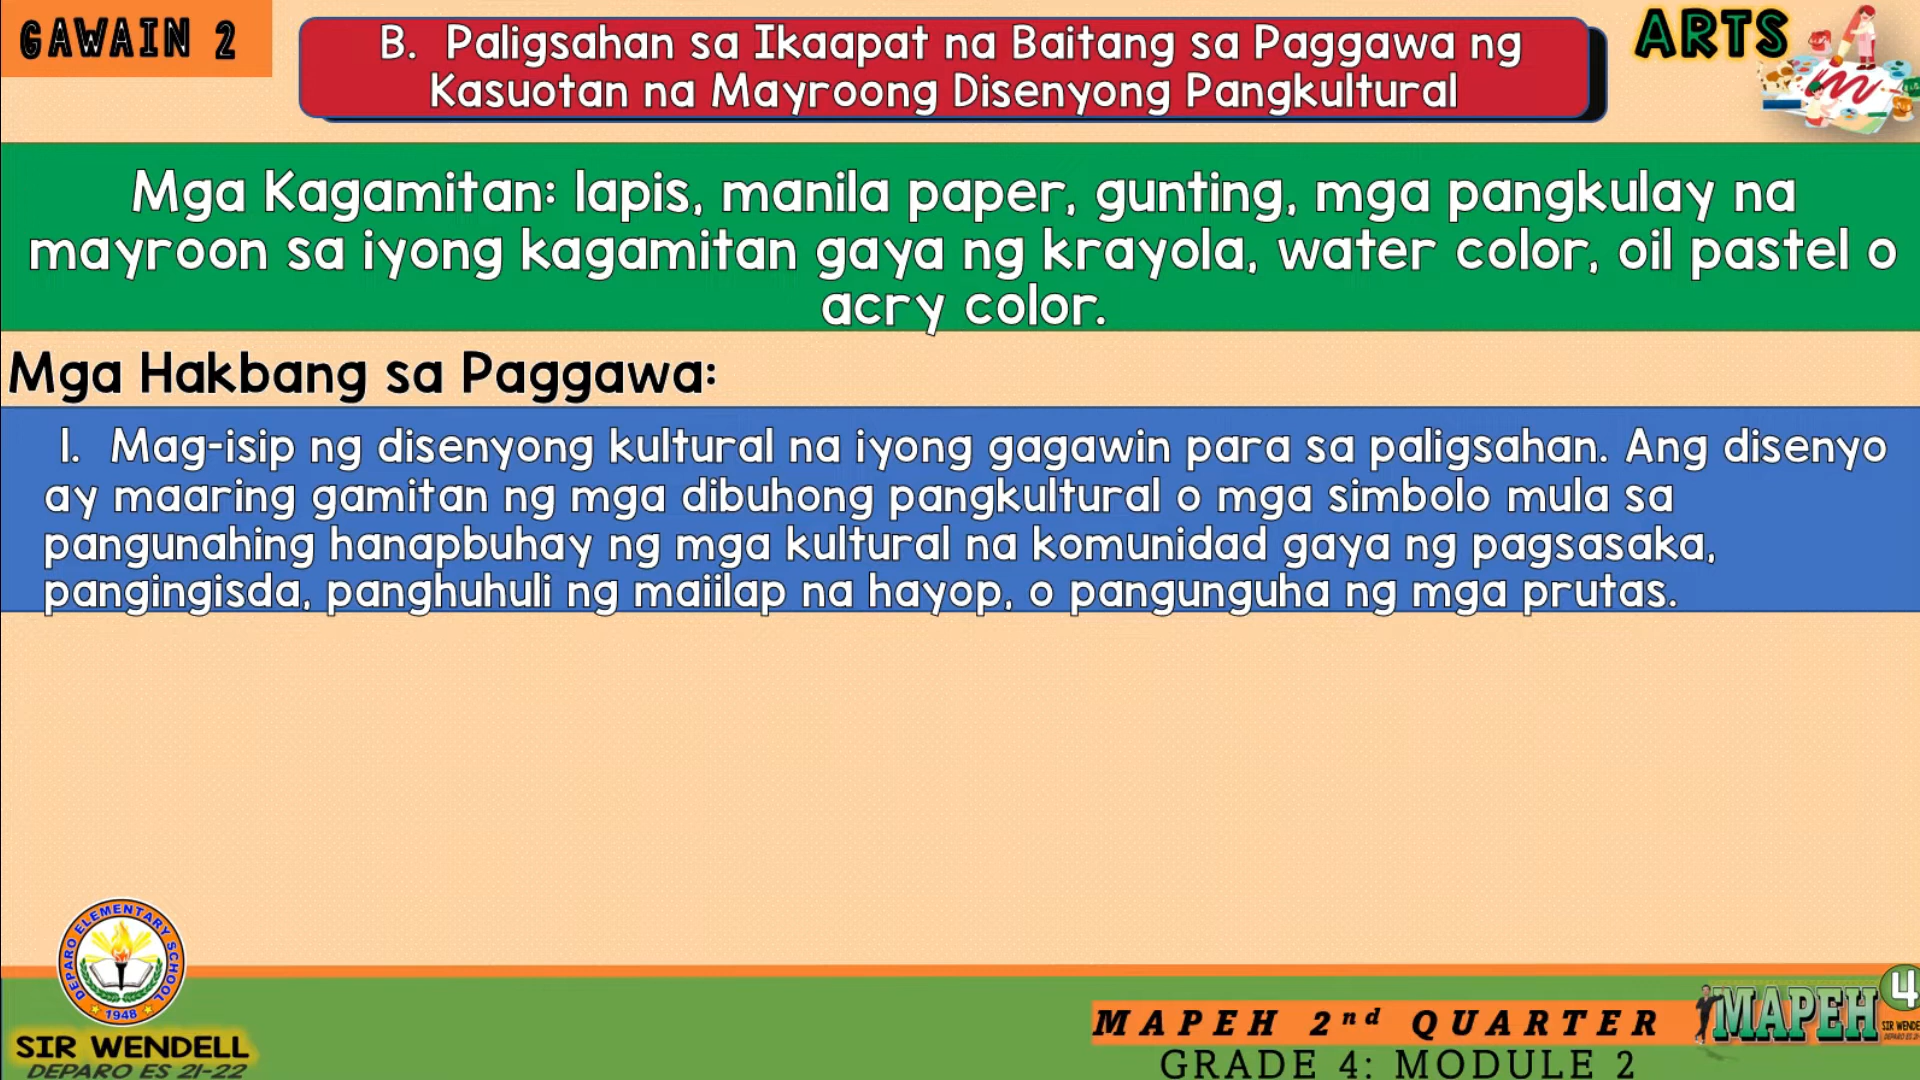 GAWAIN 2
B. Paligsahan sa Ikaapat na Baitang sa Paggawa ng
Kasuotan na Mayroong Disenyong Pangkultural
ARTS
Mga Kagamitan: lapis, manila paper, gunting, mga pangkulay na
mayroon sa iyong kagamitan gaya ng krayola, water color, oil pastel o
acry color.
Mga Hakbang sa Paggawa:
1. Mag-isip ng disenyong kultural na iyong gagawin para sa paligsahan. Ang disenyo
ay maaring gamitan ng mga dibuhong pangkultural o mga simbolo mula sa
pangunahing hanapbuhay ng mga kultural na komunidad gaya ng pagsasaka,
pangingisda, panghuhuli ng maiilap na hayop, o pangunguha ng mga prutas.
DEPARO ELEMENTARY SCHOOL
1948
SIR WENDELL
DEPARO ES 21-22
MAPEH 2nd QUARTER
GRADE 4: MODULE 2
MAPEH 4
SIR WENDE
DEPARO ES 21-